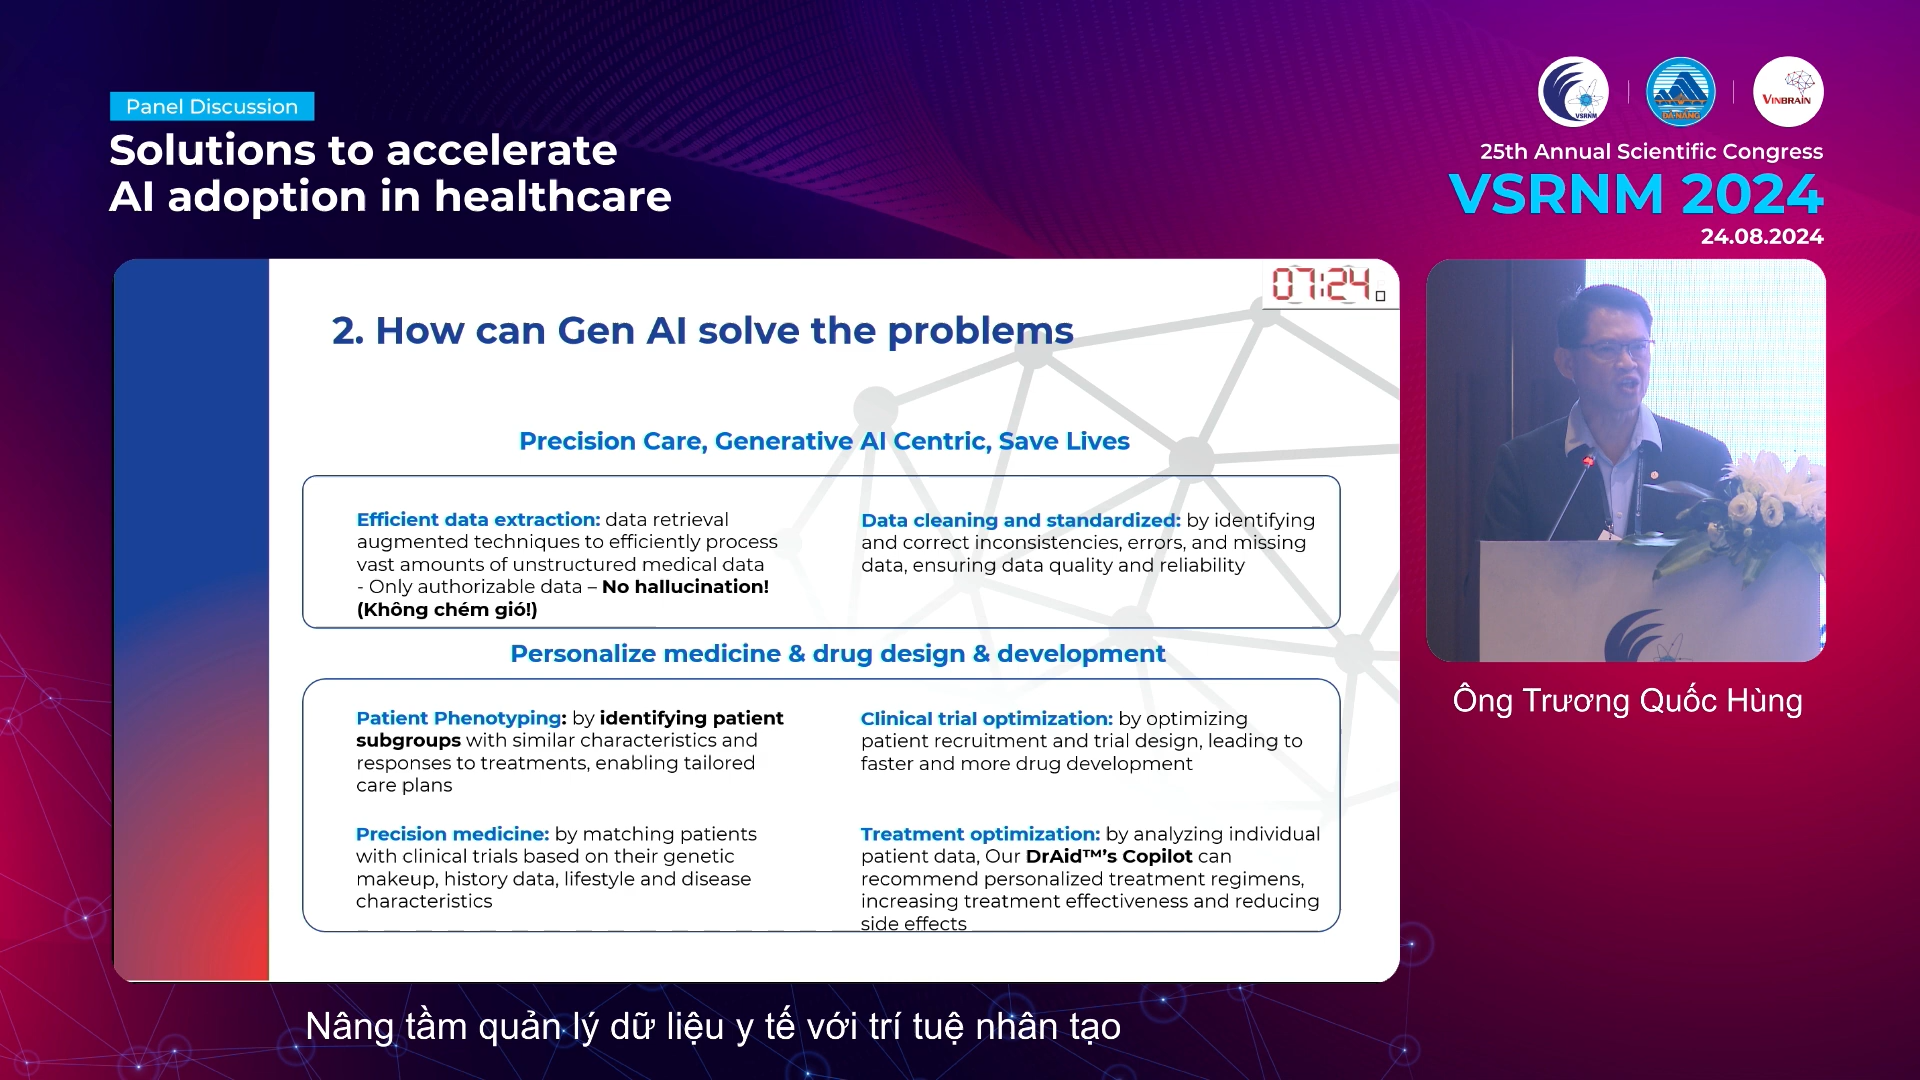 Panel Discussion
Solutions to accelerate
AI adoption in healthcare
VSRNM
DA NANG
VINBRAIN
25th Annual Scientific Congress
VSRNM 2024
24.08.2024
07:24
2. How can Gen AI solve the problems
Precision Care, Generative AI Centric, Save Lives
Efficient data extraction: data retrieval
augmented techniques to efficiently process
vast amounts of unstructured medical data
- Only authorizable data – No hallucination!
(Không chém gió!)
Data cleaning and standardized: by identifying
and correct inconsistencies, errors, and missing
data, ensuring data quality and reliability
Personalize medicine & drug design & development
Patient Phenotyping: by identifying patient
subgroups with similar characteristics and
responses to treatments, enabling tailored
care plans
Clinical trial optimization: by optimizing
patient recruitment and trial design, leading to
faster and more drug development
Precision medicine: by matching patients
with clinical trials based on their genetic
makeup, history data, lifestyle and disease
characteristics
Treatment optimization: by analyzing individual
patient data, Our DrAid™'s Copilot can
recommend personalized treatment regimens,
increasing treatment effectiveness and reducing
side effects
Ông Trương Quốc Hùng
Nâng tầm quản lý dữ liệu y tế với trí tuệ nhân tạo